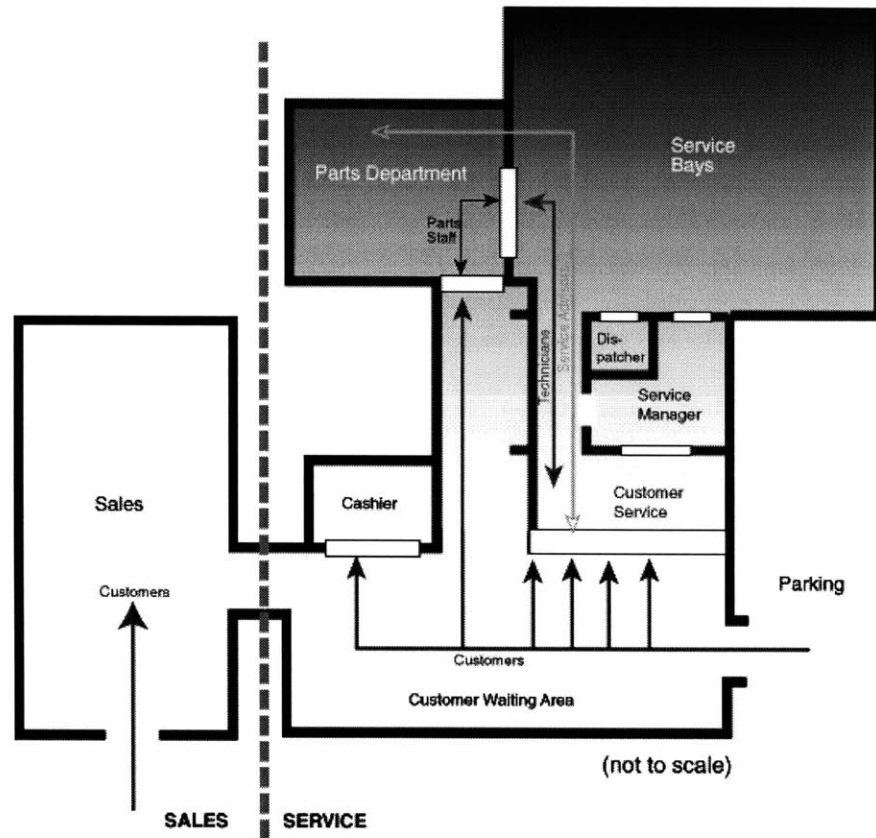 Service
Bays
Parts Department
Parts
Staff
Service Advisors
Technicians
Dis-
patcher
Service
Manager
Sales
Cashier
Customer
Service
Parking
Customers
Customers
Customer Waiting Area
(not to scale)
SALES
SERVICE